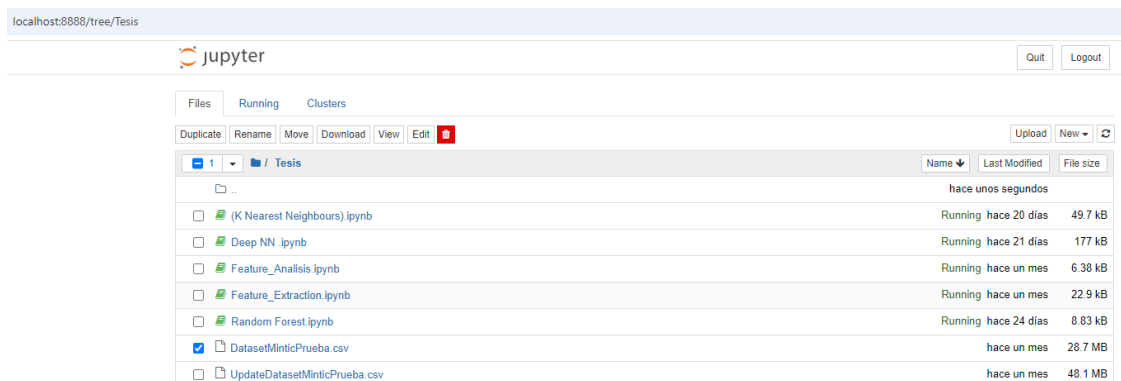 localhost:8888/tree/Tesis
jupyter Quit Logout
Files Running Clusters
Duplicate Rename Move Download View Edit Upload New
1 / Tesis Name Last Modified File size
.. hace unos segundos
(K Nearest Neighbours).ipynb Running hace 20 días 49.7 kB
Deep NN .ipynb Running hace 21 días 177 kB
Feature_Analisis.ipynb Running hace un mes 6.38 kB
Feature_Extraction.ipynb Running hace un mes 22.9 kB
Random Forest.ipynb Running hace 24 días 8.83 kB
DatasetMinticPrueba.csv hace un mes 28.7 MB
UpdateDatasetMinticPrueba.csv hace un mes 48.1 MB